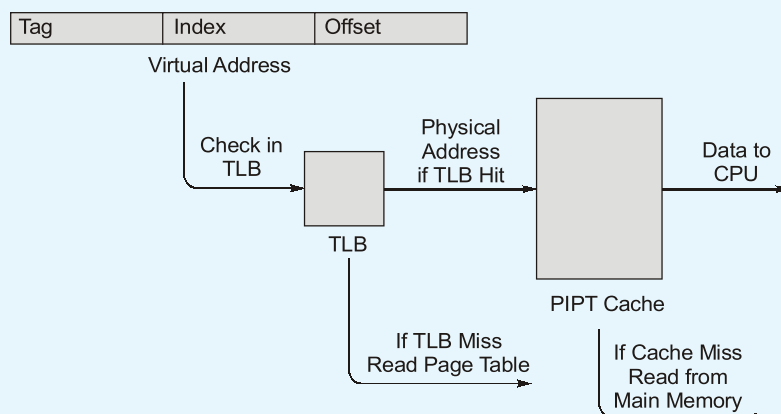 Tag Index Offset
Virtual Address
Check in
TLB
Physical
Address
if TLB Hit
Data to
CPU
TLB
PIPT Cache
If TLB Miss
Read Page Table
If Cache Miss
Read from
Main Memory